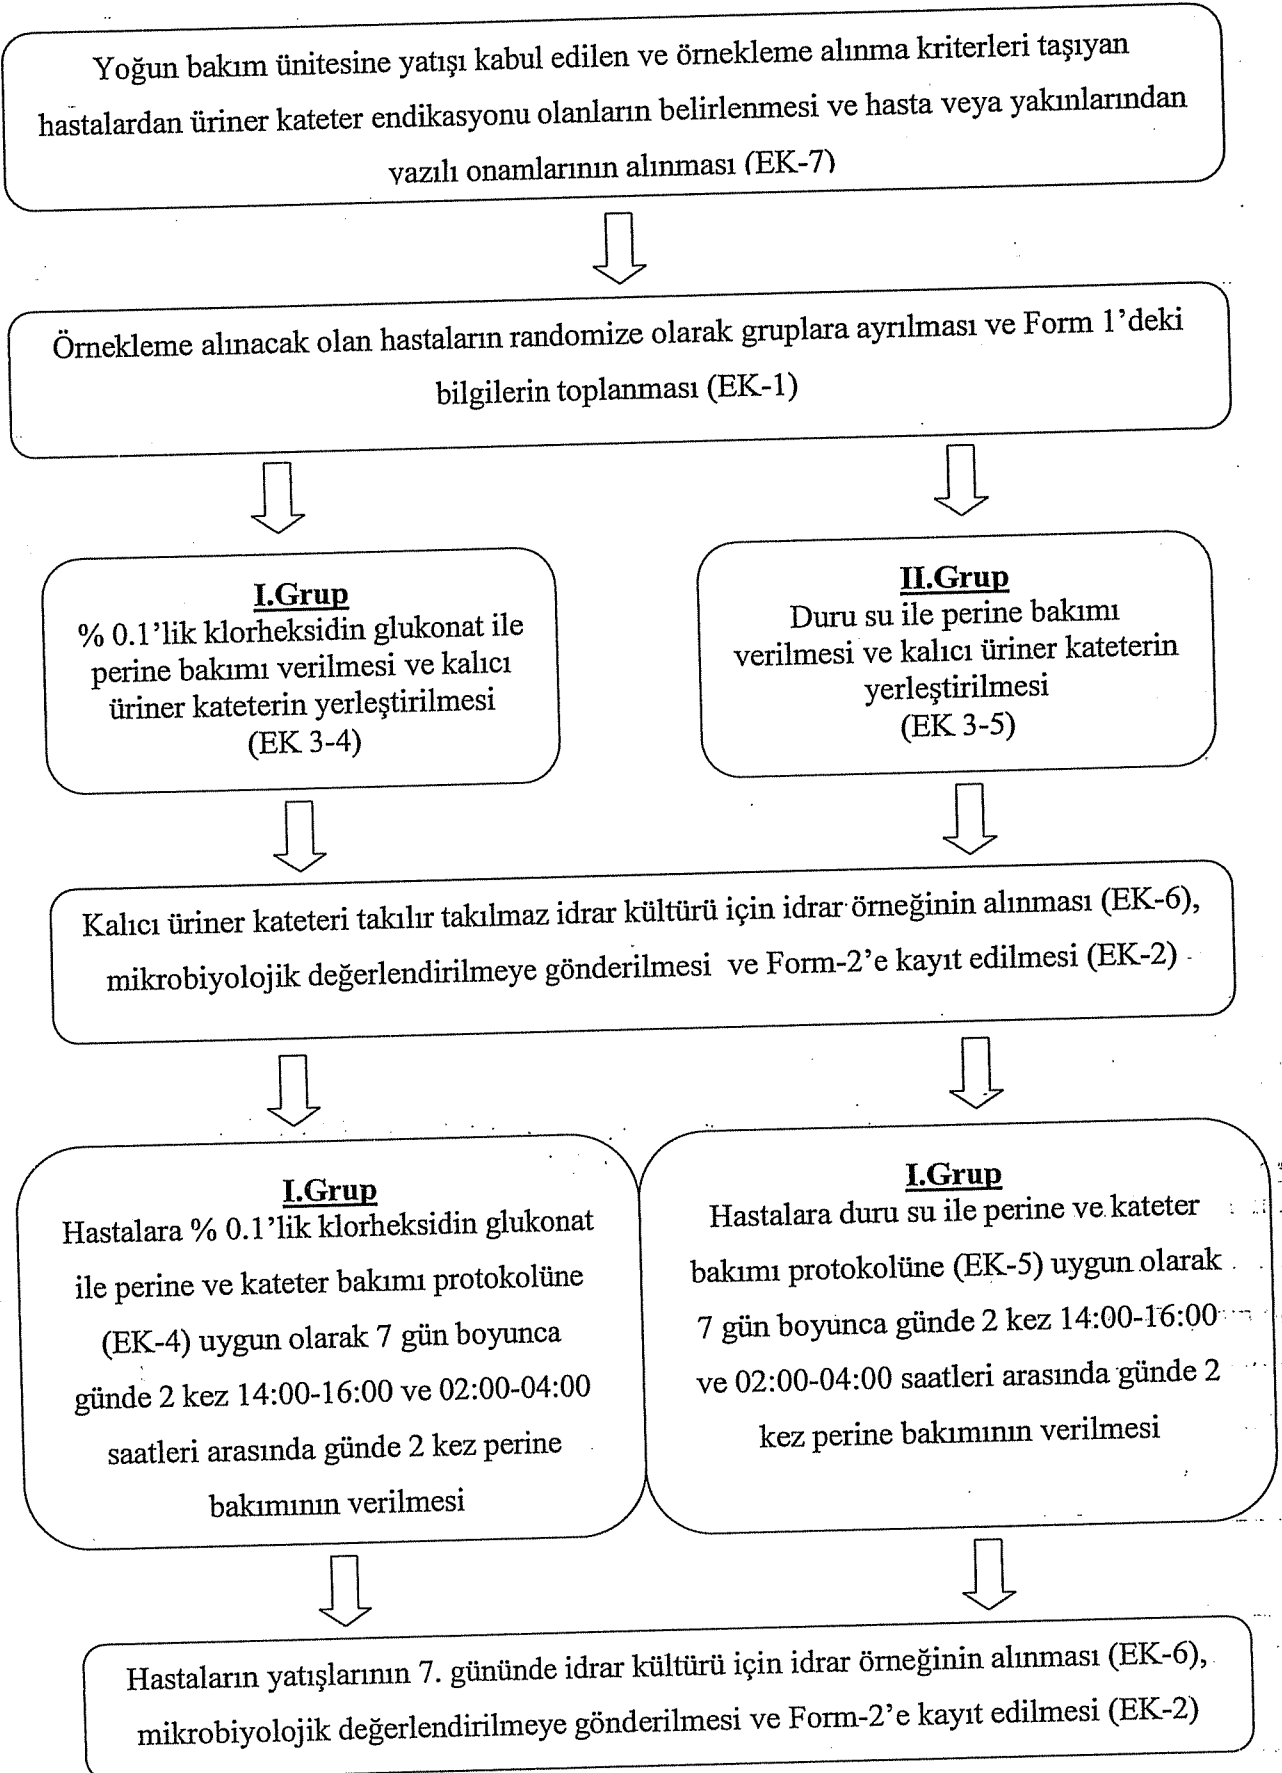 Yoğun bakım ünitesine yatışı kabul edilen ve örnekleme alınma kriterleri taşıyan
hastalardan üriner kateter endikasyonu olanların belirlenmesi ve hasta veya yakınlarından
yazılı onamlarının alınması (EK-7)
Örnekleme alınacak olan hastaların randomize olarak gruplara ayrılması ve Form 1’deki
bilgilerin toplanması (EK-1)
I.Grup
% 0.1’lik klorheksidin glukonat ile
perine bakımı verilmesi ve kalıcı
üriner kateterin yerleştirilmesi
(EK 3-4)
II.Grup
Duru su ile perine bakımı
verilmesi ve kalıcı üriner kateterin
yerleştirilmesi
(EK 3-5)
Kalıcı üriner kateteri takılır takılmaz idrar kültürü için idrar örneğinin alınması (EK-6),
mikrobiyolojik değerlendirilmeye gönderilmesi ve Form-2’e kayıt edilmesi (EK-2)
I.Grup
Hastalara % 0.1’lik klorheksidin glukonat
ile perine ve kateter bakımı protokolüne
(EK-4) uygun olarak 7 gün boyunca
günde 2 kez 14:00-16:00 ve 02:00-04:00
saatleri arasında günde 2 kez perine
bakımının verilmesi
I.Grup
Hastalara duru su ile perine ve kateter
bakımı protokolüne (EK-5) uygun olarak
7 gün boyunca günde 2 kez 14:00-16:00
ve 02:00-04:00 saatleri arasında günde 2
kez perine bakımının verilmesi
Hastaların yatışlarının 7. gününde idrar kültürü için idrar örneğinin alınması (EK-6),
mikrobiyolojik değerlendirilmeye gönderilmesi ve Form-2’e kayıt edilmesi (EK-2)